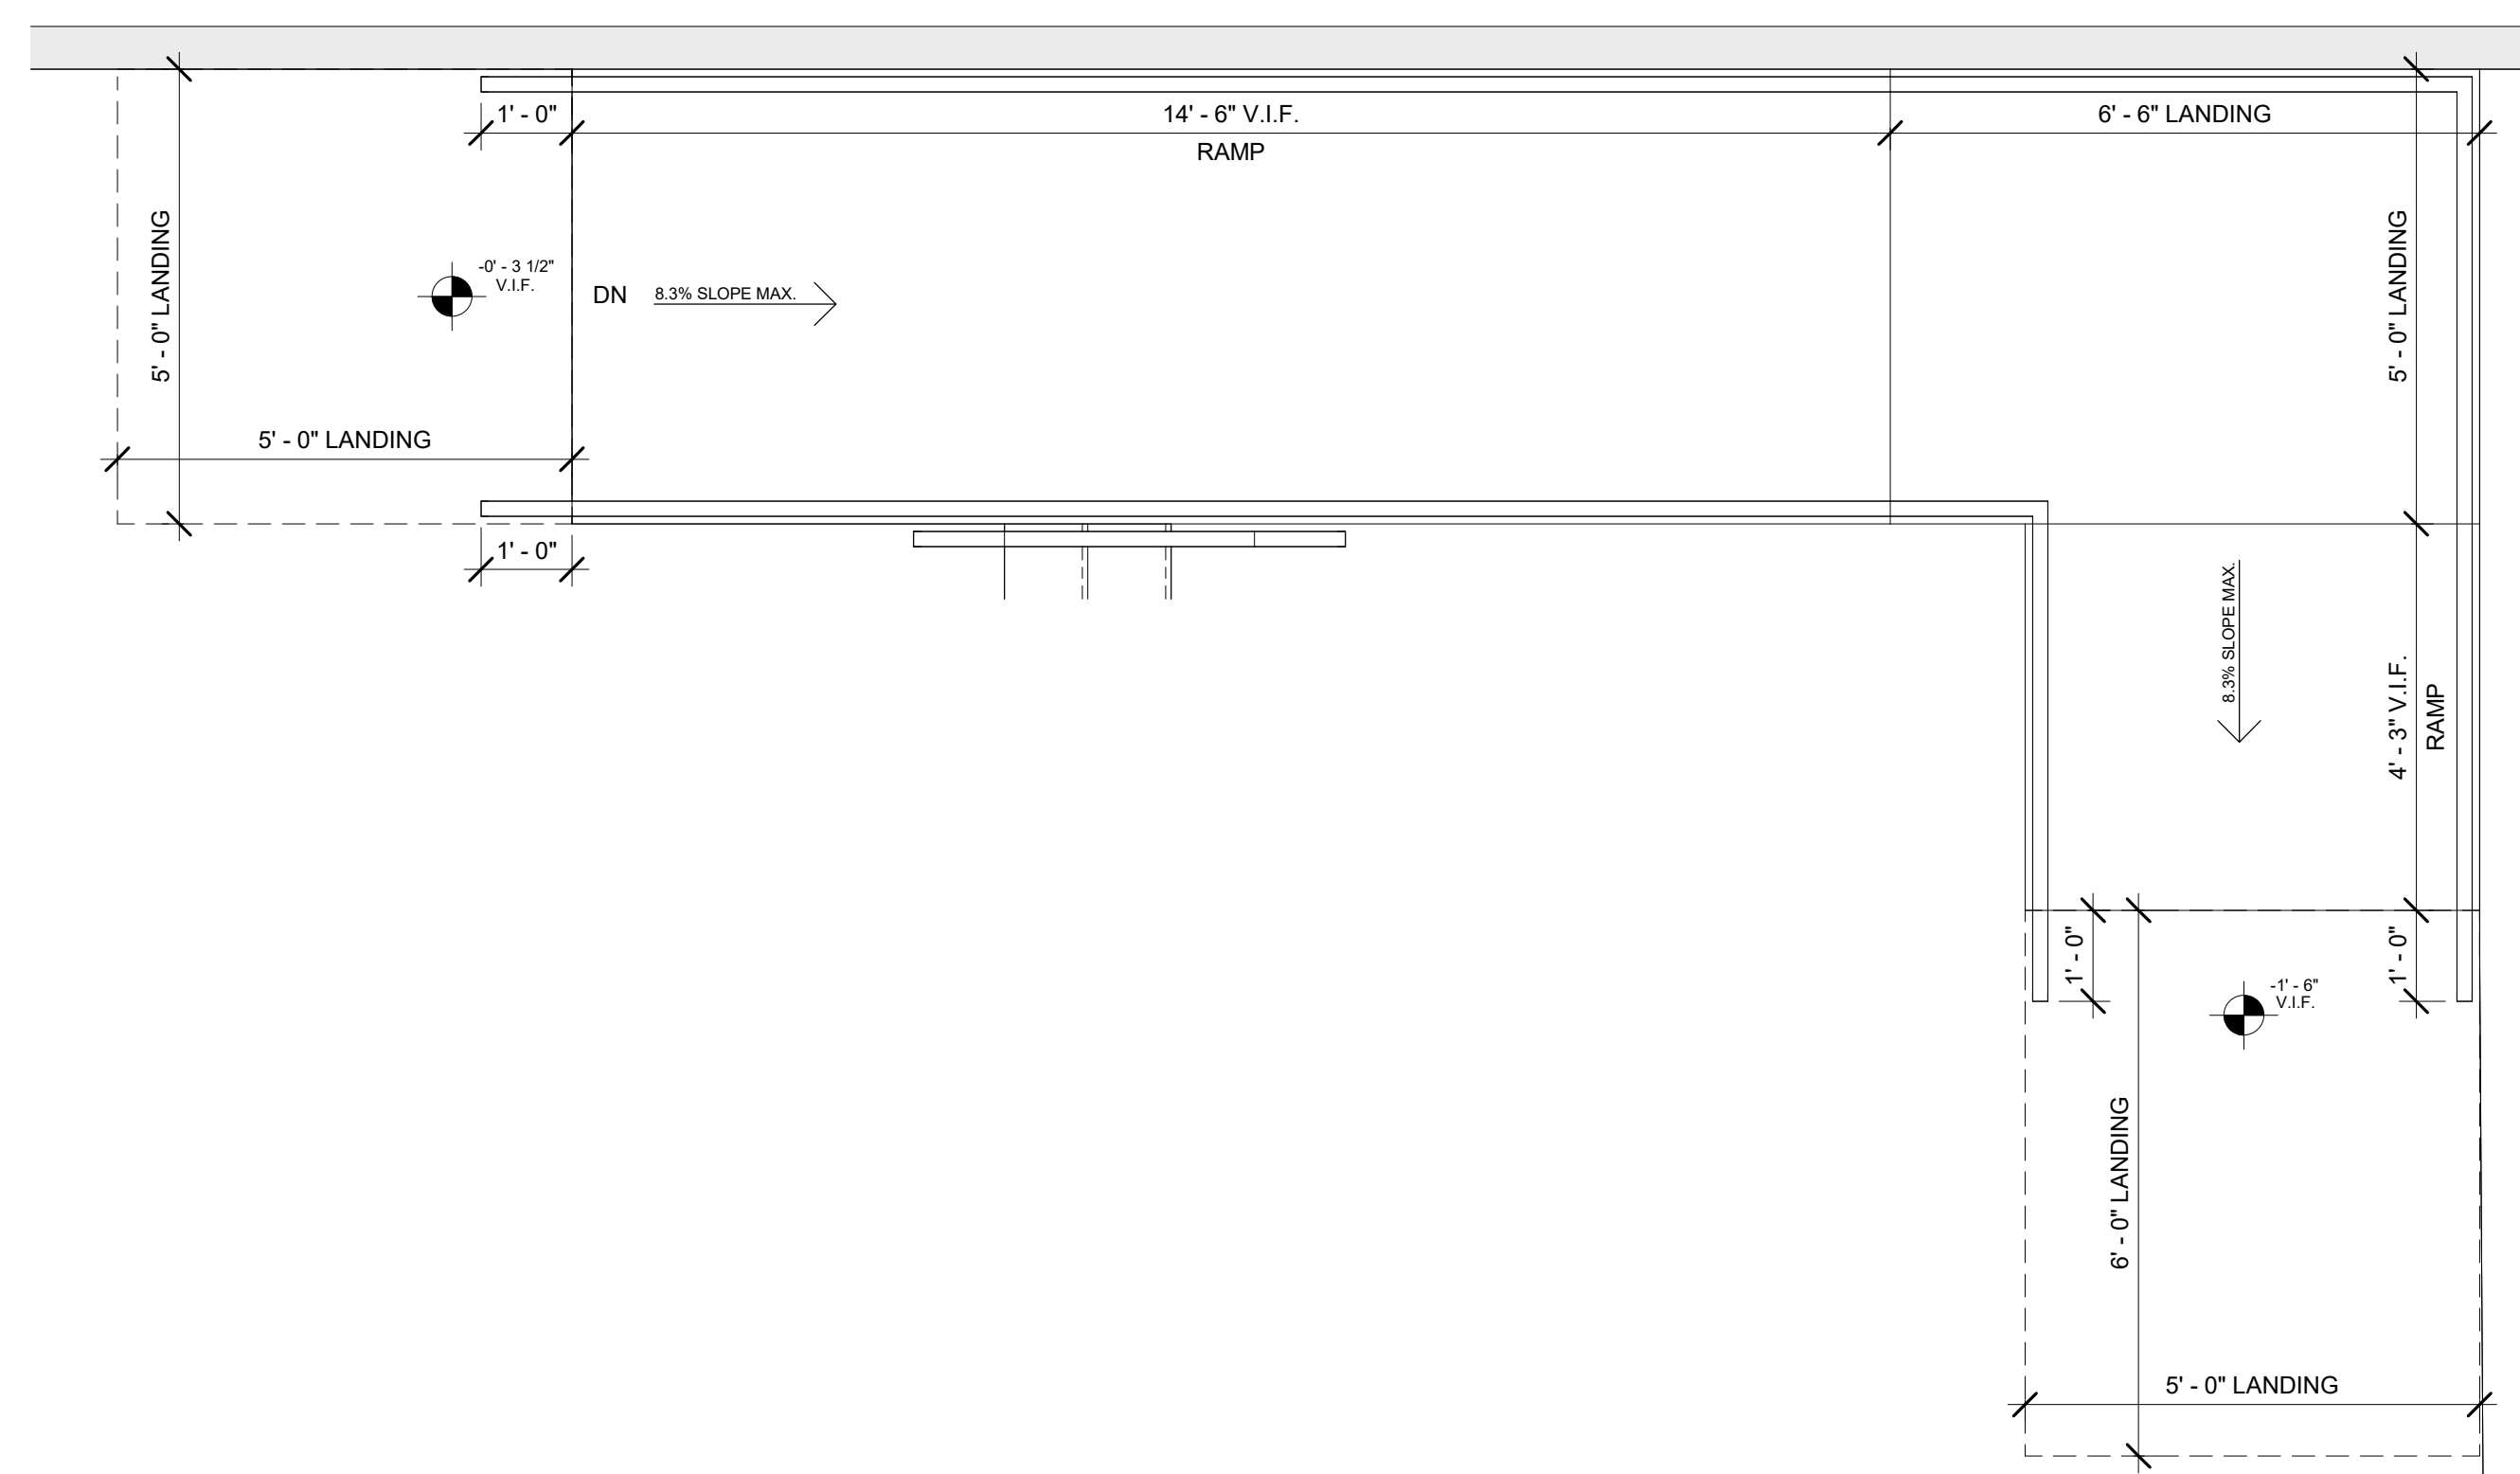 1' - 0"
14' - 6" V.I.F.
RAMP
6' - 6" LANDING
5' - 0" LANDING
-0' - 3 1/2"
V.I.F.
DN
8.3% SLOPE MAX.
5' - 0" LANDING
5' - 0" LANDING
1' - 0"
8.3% SLOPE MAX.
4' - 3" V.I.F.
RAMP
1' - 0"
1' - 0"
-1' - 6"
V.I.F.
6' - 0" LANDING
5' - 0" LANDING